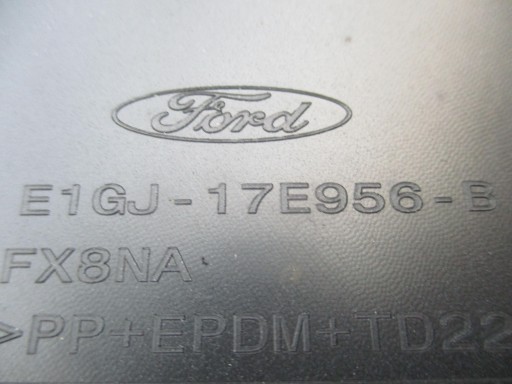 Ford
E1GJ-17E956-B
FX8NA
>PP+EPDM+TD22